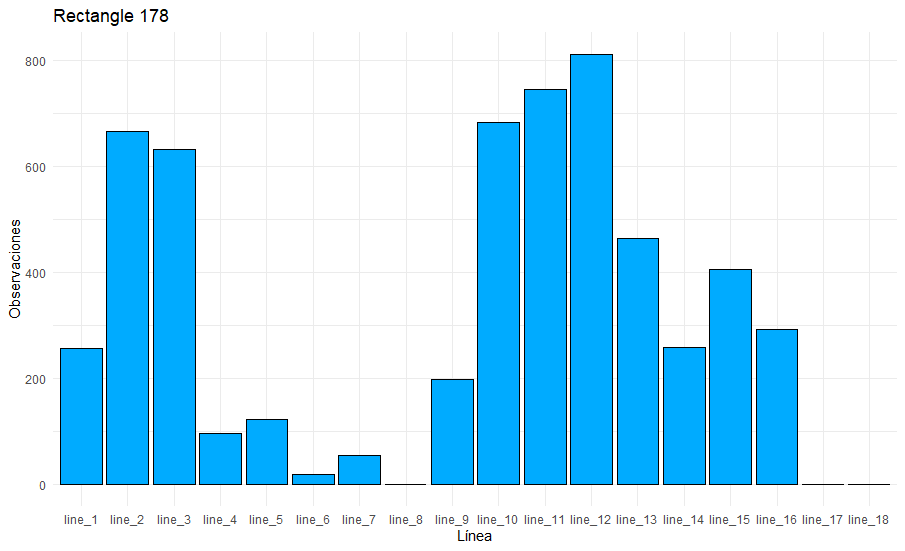 Rectangle 178
800
600
400
200
0
Observaciones
line_1 line_2 line_3 line_4 line_5 line_6 line_7 line_8 line_9 line_10 line_11 line_12 line_13 line_14 line_15 line_16 line_17 line_18
Línea